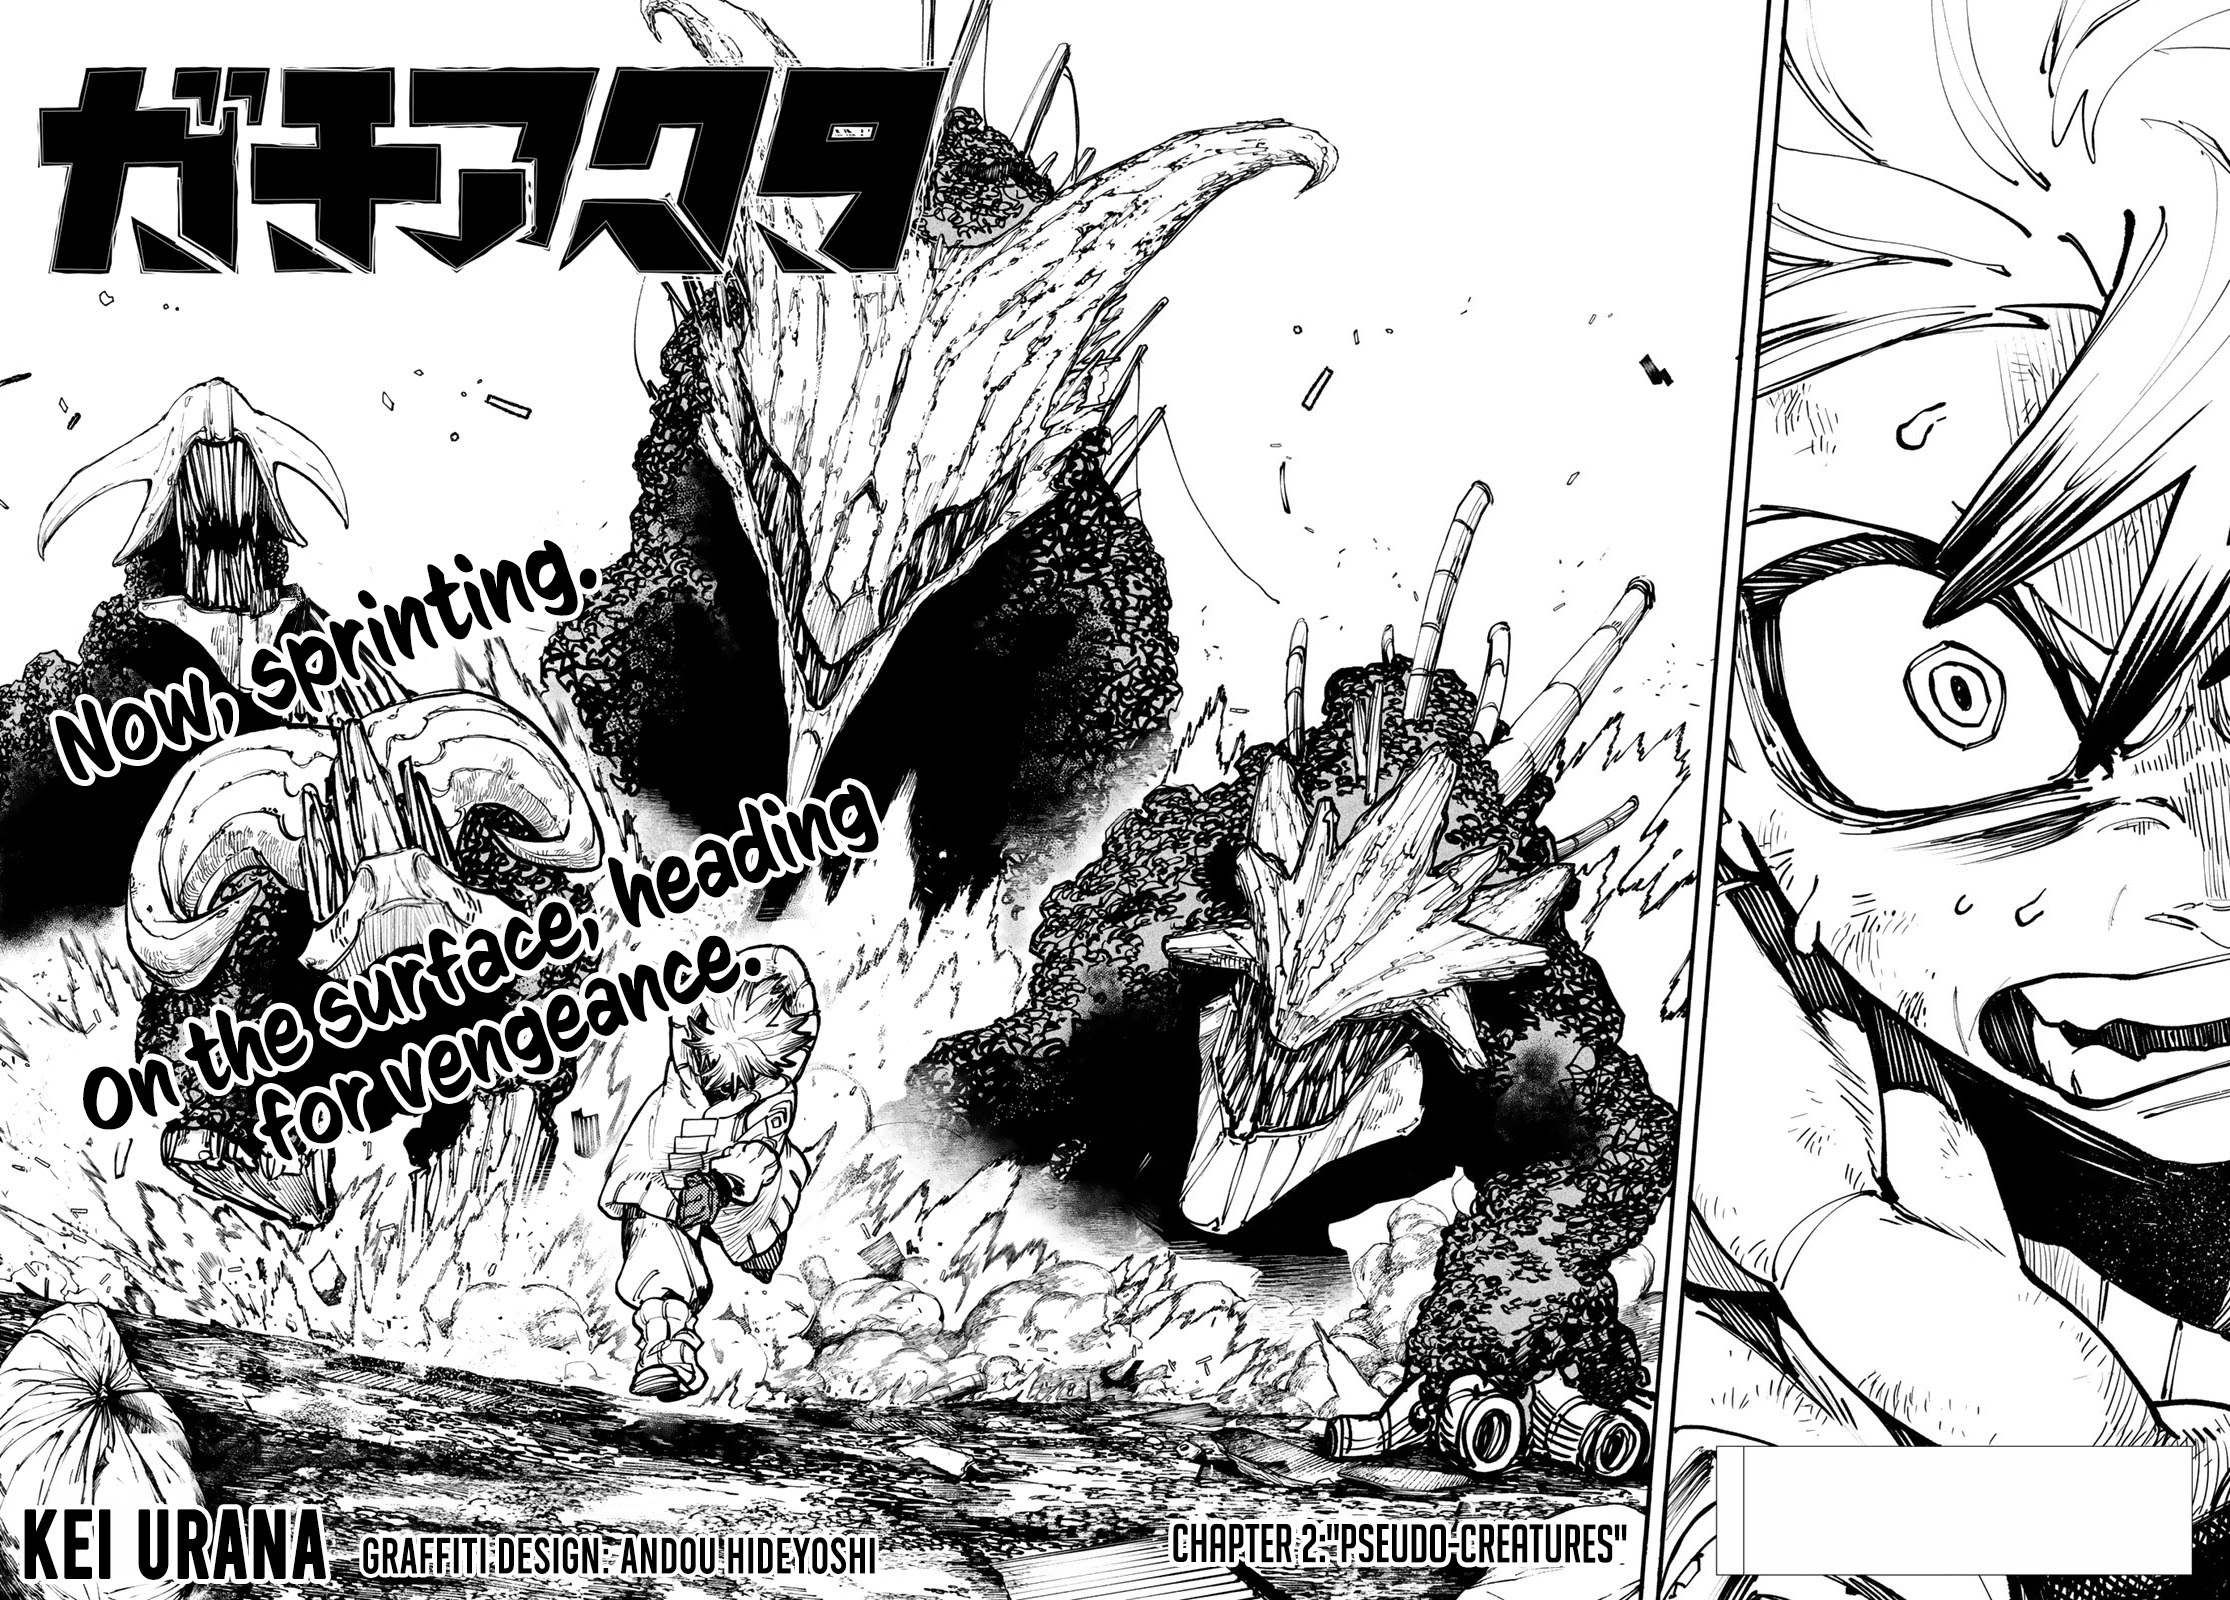 ガチアクタ
Now, sprinting.
On the surface, heading
for vengeance.
KEI URANA
GRAFFITI DESIGN: ANDOU HIDEYOSHI
CHAPTER 2:"PSEUDO-CREATURES"